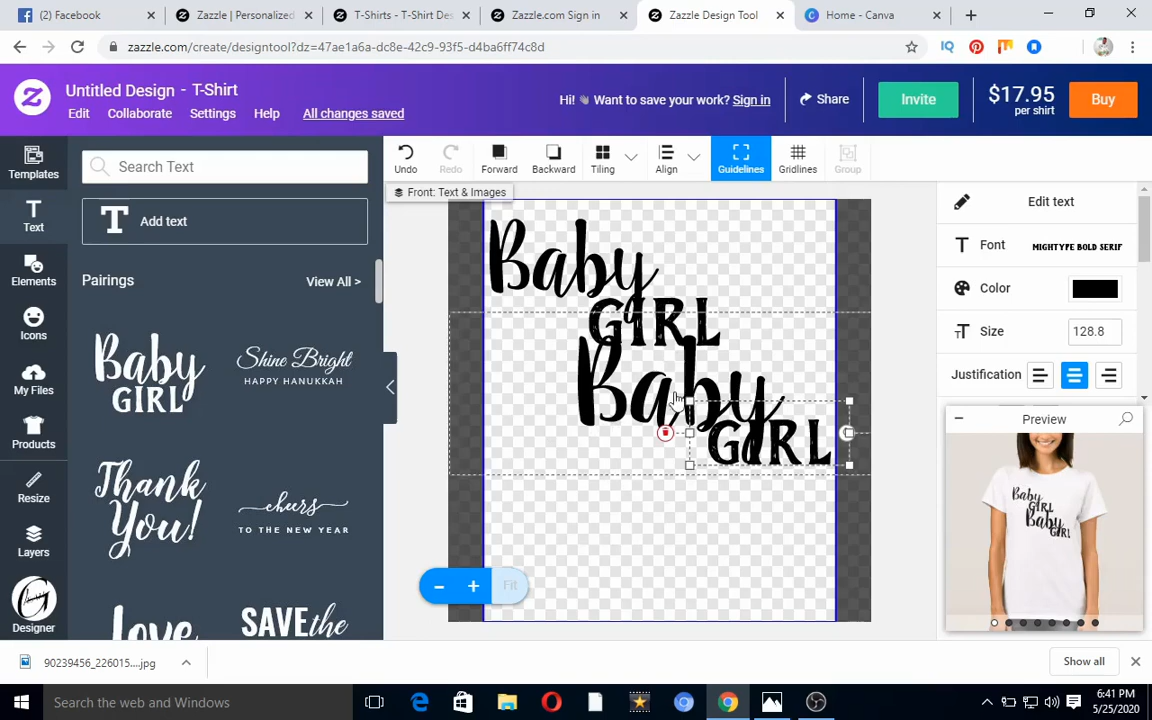 Facebook
Zazzle | Personalized
T-Shirts - T-Shirt Des
Zazzle.com Sign in
Zazzle Design Tool
Home - Canva
zazzle.com/create/designtool?dz=47ae1a6a-dc8e-42c9-93f5-d4ba6ff74c8d
Untitled Design - T-Shirt
Edit
Collaborate
Settings
Help
All changes saved
Hi! Want to save your work? Sign in
Share
Invite
$17.95
per shirt
Buy
Templates
Text
Elements
Icons
My Files
Products
Resize
Layers
Designer
Search Text
T Add text
Pairings
View All >
Baby
GIRL
Shine Bright
HAPPY HANUKKAH
Thank
You!
cheers
TO THE NEW YEAR
Love
SAVE the
Undo
Redo
Forward
Backward
Tiling
Align
Guidelines
Gridlines
Group
Front: Text & Images
Baby
GIRL
Baby
GIRL
Fit
Edit text
Font
MIGHTYPE BOLD SERIF
Color
Size
128.8
Justification
Preview
Baby
GIRL
Baby
GIRL
90239456_226015....jpg
Show all
Search the Web and Windows
6:41 PM
5/25/2020